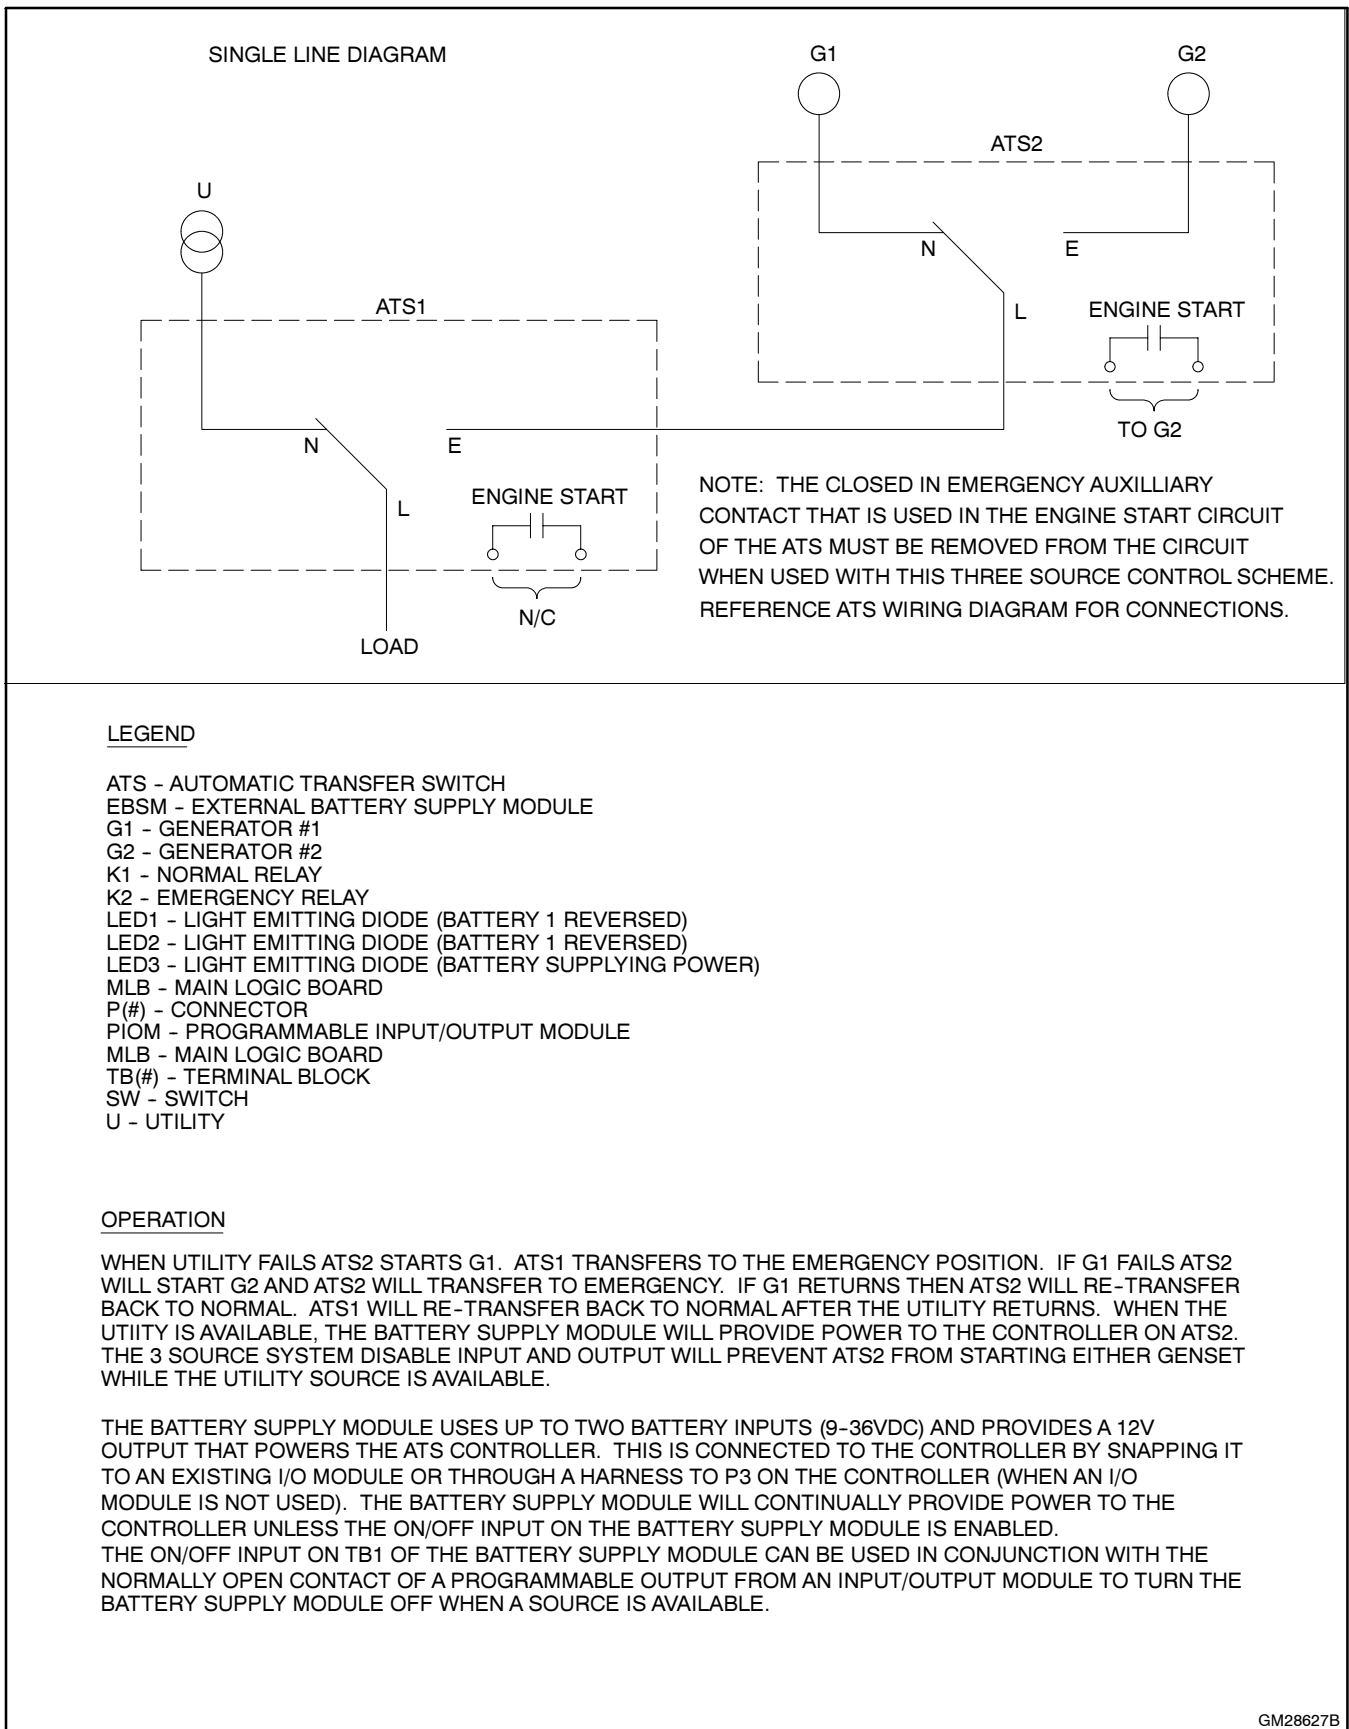 SINGLE LINE DIAGRAM
G1
G2
ATS2
U
N
E
L
ENGINE START
TO G2
ATS1
N
E
L
ENGINE START
N/C
LOAD
NOTE: THE CLOSED IN EMERGENCY AUXILLIARY
CONTACT THAT IS USED IN THE ENGINE START CIRCUIT
OF THE ATS MUST BE REMOVED FROM THE CIRCUIT
WHEN USED WITH THIS THREE SOURCE CONTROL SCHEME.
REFERENCE ATS WIRING DIAGRAM FOR CONNECTIONS.
LEGEND
ATS - AUTOMATIC TRANSFER SWITCH
EBSM - EXTERNAL BATTERY SUPPLY MODULE
G1 - GENERATOR #1
G2 - GENERATOR #2
K1 - NORMAL RELAY
K2 - EMERGENCY RELAY
LED1 - LIGHT EMITTING DIODE (BATTERY 1 REVERSED)
LED2 - LIGHT EMITTING DIODE (BATTERY 1 REVERSED)
LED3 - LIGHT EMITTING DIODE (BATTERY SUPPLYING POWER)
MLB - MAIN LOGIC BOARD
P(#) - CONNECTOR
PIOM - PROGRAMMABLE INPUT/OUTPUT MODULE
MLB - MAIN LOGIC BOARD
TB(#) - TERMINAL BLOCK
SW - SWITCH
U - UTILITY
OPERATION
WHEN UTILITY FAILS ATS2 STARTS G1. ATS1 TRANSFERS TO THE EMERGENCY POSITION. IF G1 FAILS ATS2
WILL START G2 AND ATS2 WILL TRANSFER TO EMERGENCY. IF G1 RETURNS THEN ATS2 WILL RE-TRANSFER
BACK TO NORMAL. ATS1 WILL RE-TRANSFER BACK TO NORMAL AFTER THE UTILITY RETURNS. WHEN THE
UTIITY IS AVAILABLE, THE BATTERY SUPPLY MODULE WILL PROVIDE POWER TO THE CONTROLLER ON ATS2.
THE 3 SOURCE SYSTEM DISABLE INPUT AND OUTPUT WILL PREVENT ATS2 FROM STARTING EITHER GENSET
WHILE THE UTILITY SOURCE IS AVAILABLE.
THE BATTERY SUPPLY MODULE USES UP TO TWO BATTERY INPUTS (9-36VDC) AND PROVIDES A 12V
OUTPUT THAT POWERS THE ATS CONTROLLER. THIS IS CONNECTED TO THE CONTROLLER BY SNAPPING IT
TO AN EXISTING I/O MODULE OR THROUGH A HARNESS TO P3 ON THE CONTROLLER (WHEN AN I/O
MODULE IS NOT USED). THE BATTERY SUPPLY MODULE WILL CONTINUALLY PROVIDE POWER TO THE
CONTROLLER UNLESS THE ON/OFF INPUT ON THE BATTERY SUPPLY MODULE IS ENABLED.
THE ON/OFF INPUT ON TB1 OF THE BATTERY SUPPLY MODULE CAN BE USED IN CONJUNCTION WITH THE
NORMALLY OPEN CONTACT OF A PROGRAMMABLE OUTPUT FROM AN INPUT/OUTPUT MODULE TO TURN THE
BATTERY SUPPLY MODULE OFF WHEN A SOURCE IS AVAILABLE.
GM28627B